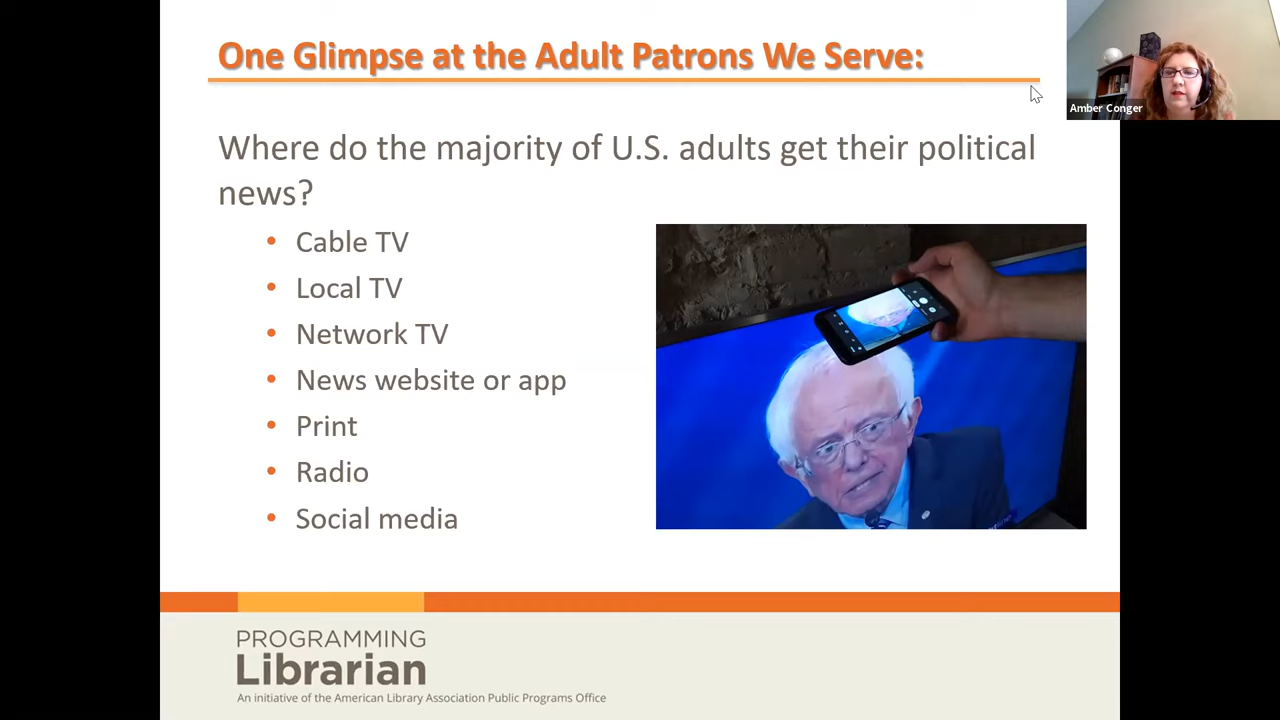 One Glimpse at the Adult Patrons We Serve:
Amber Conger
Where do the majority of U.S. adults get their political
news?
• Cable TV
• Local TV
• Network TV
• News website or app
• Print
• Radio
• Social media
PROGRAMMING
Librarian
An initiative of the American Library Association Public Programs Office